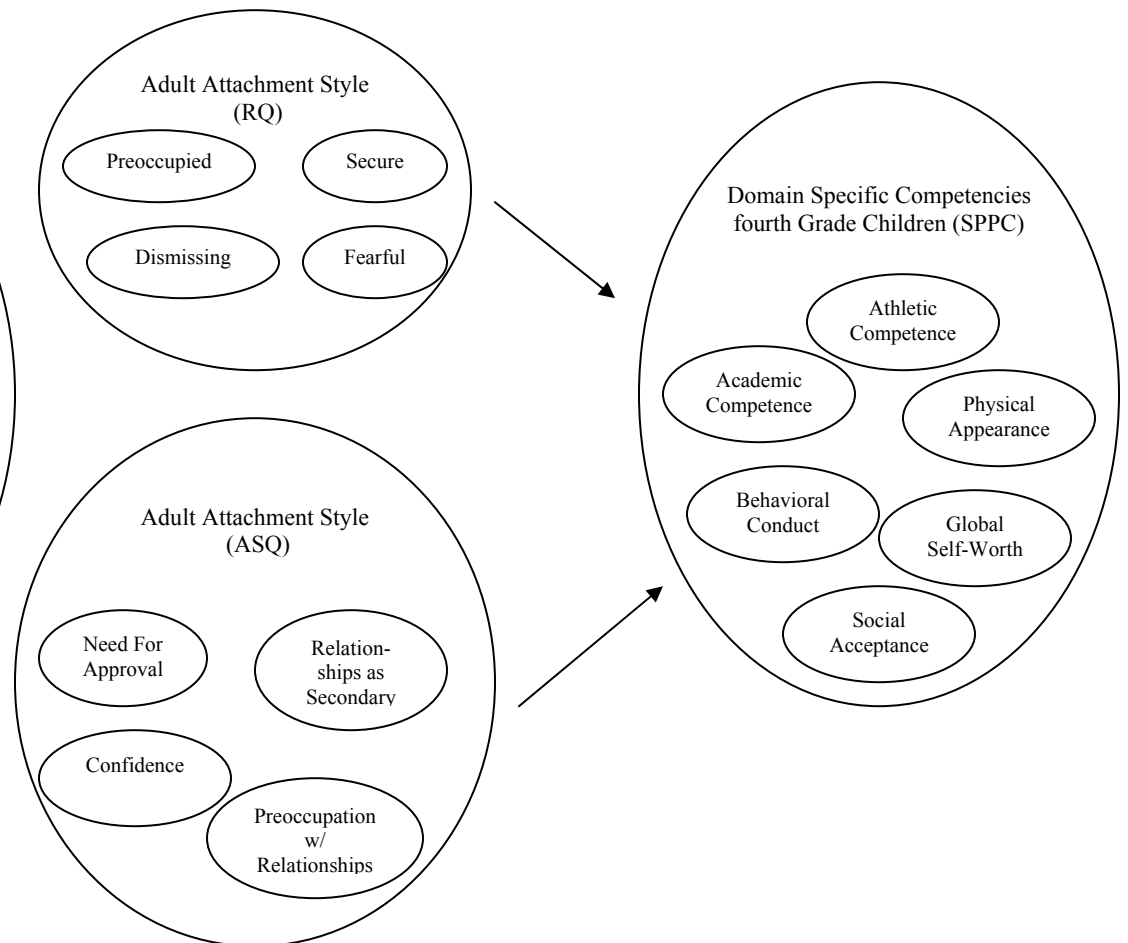 Adult Attachment Style
(RQ)
Preoccupied
Secure
Dismissing
Fearful
Adult Attachment Style
(ASQ)
Need For
Approval
Relation-
ships as
Secondary
Confidence
Preoccupation
w/
Relationships
Domain Specific Competencies
fourth Grade Children (SPPC)
Athletic
Competence
Academic
Competence
Physical
Appearance
Behavioral
Conduct
Global
Self-Worth
Social
Acceptance